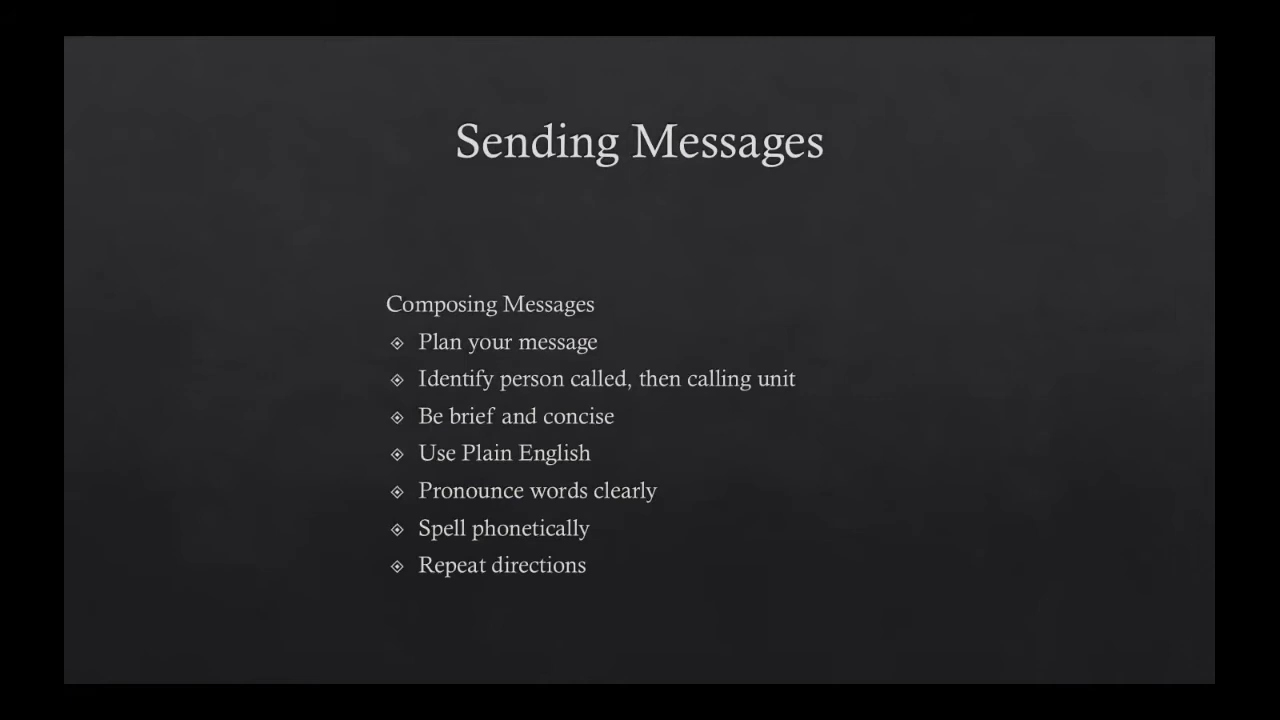 Sending Messages
Composing Messages
Plan your message
Identify person called, then calling unit
Be brief and concise
Use Plain English
Pronounce words clearly
Spell phonetically
Repeat directions